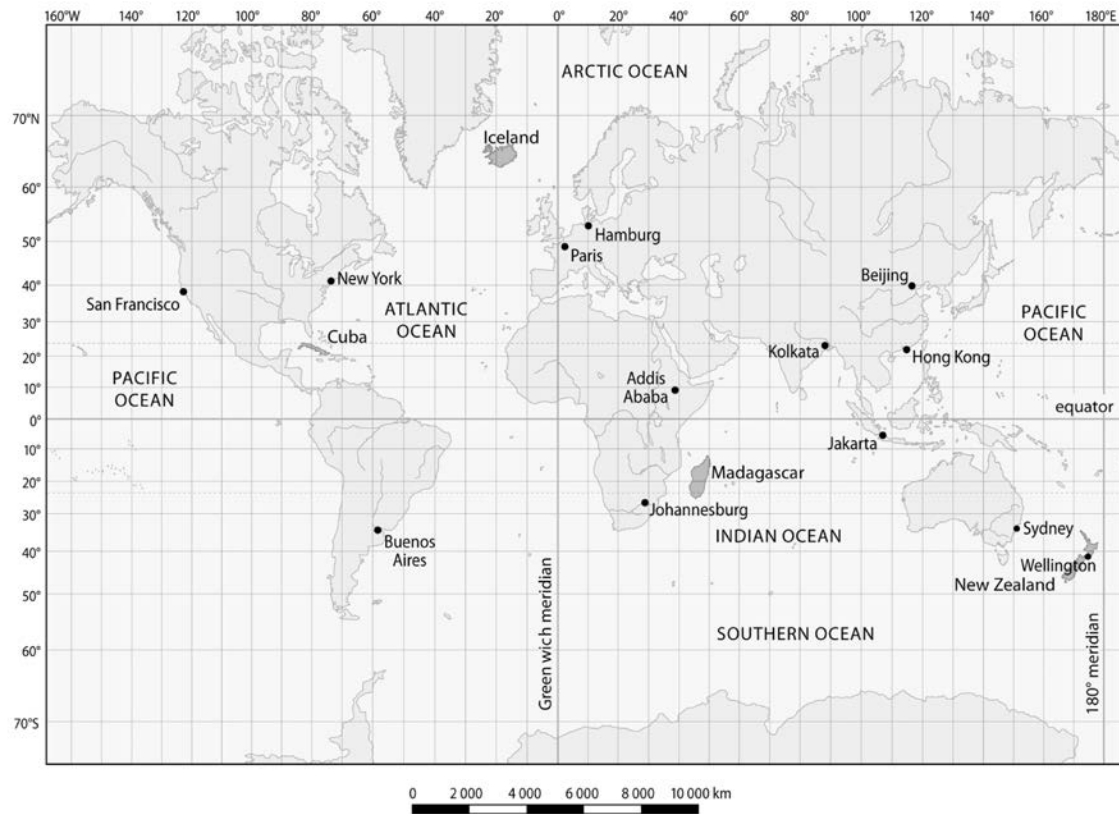 160°W 120° 100° 80° 60° 40° 20° 0° 20° 40° 60° 80° 100° 120° 140° 160° 180°E
ARCTIC OCEAN
70°N
Iceland
60°
Hamburg
50°
Paris
Beijing
40°
New York
San Francisco
ATLANTIC
OCEAN
PACIFIC
OCEAN
30°
Cuba
Kolkata
Hong Kong
20°
PACIFIC
OCEAN
Addis
Ababa
10°
equator
0°
Jakarta
10°
Madagascar
20°
Johannesburg
30°
INDIAN OCEAN
Sydney
Buenos
Aires
40°
Wellington
New Zealand
50°
Green wich meridian
SOUTHERN OCEAN
180° meridian
60°
70°S
0 2 000 4 000 6 000 8 000 10 000 km